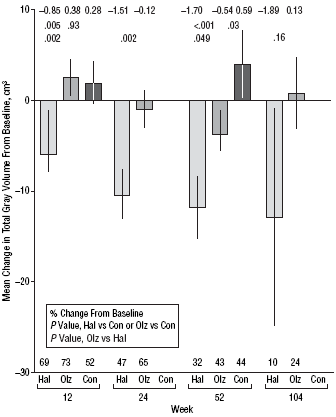 10
−0.85 0.38 0.28 −1.51 −0.12 −1.70 −0.54 0.59 −1.89 0.13
.005 .93 <.001 .03
.002 .002 .049 .16
0
−10
−20
−30
Mean Change in Total Gray Volume From Baseline, cm³
% Change From Baseline
P Value, Hal vs Con or Olz vs Con
P Value, Olz vs Hal
69 73 52 47 65 32 43 44 10 24
Hal Olz Con Hal Olz Con Hal Olz Con Hal Olz Con
12 24 52 104
Week